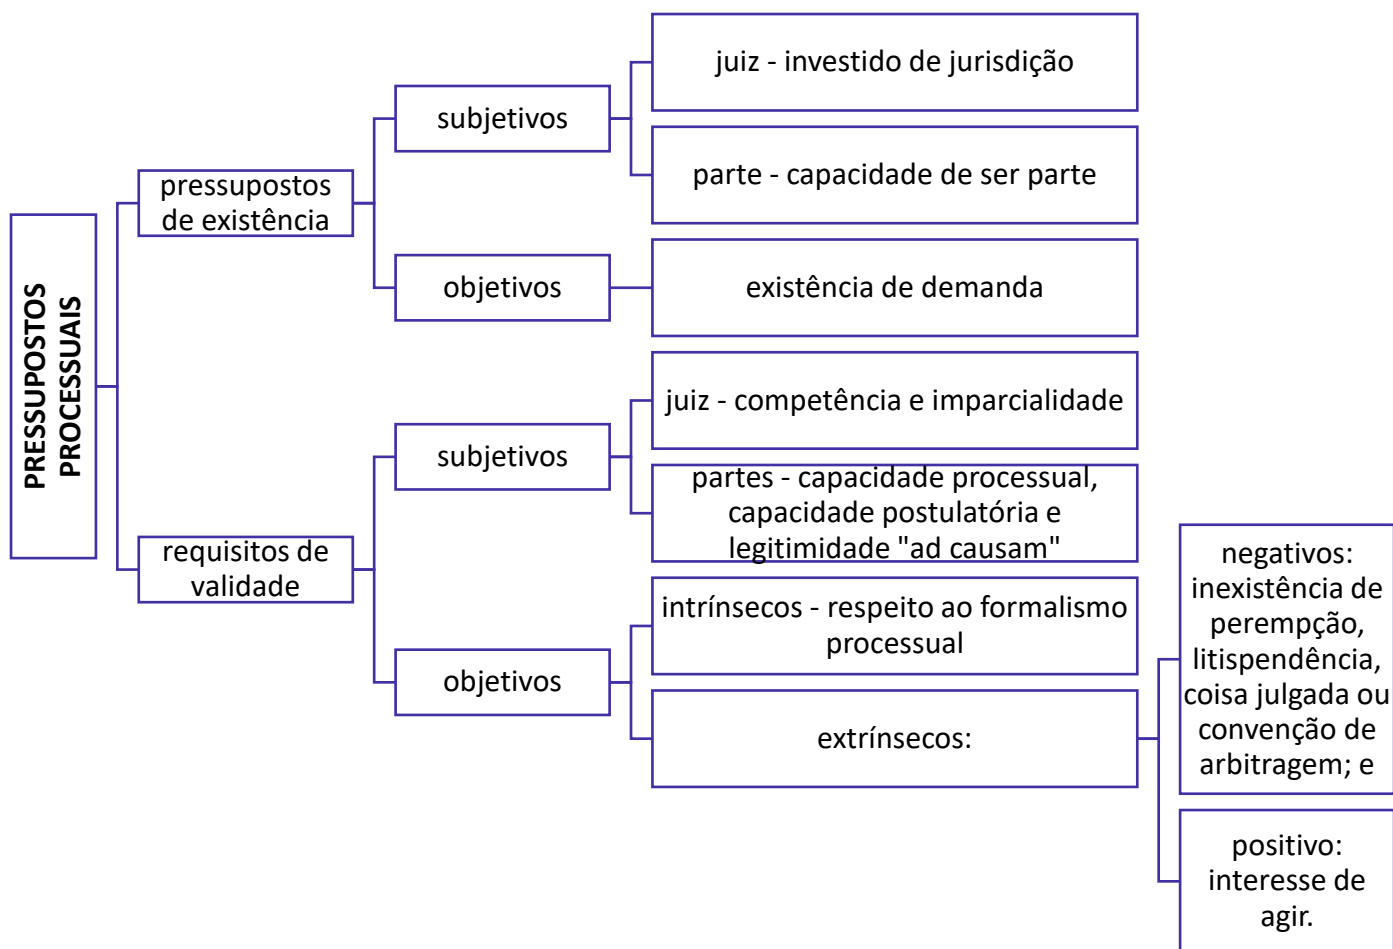 PRESSUPOSTOS
PROCESSUAIS
pressupostos
de existência
subjetivos
juiz - investido de jurisdição
parte - capacidade de ser parte
objetivos
existência de demanda
requisitos de
validade
subjetivos
juiz - competência e imparcialidade
partes - capacidade processual,
capacidade postulatória e
legitimidade "ad causam"
objetivos
intrínsecos - respeito ao formalismo
processual
extrínsecos:
negativos:
inexistência de
perempção,
litispendência,
coisa julgada ou
convenção de
arbitragem; e
positivo:
interesse de
agir.